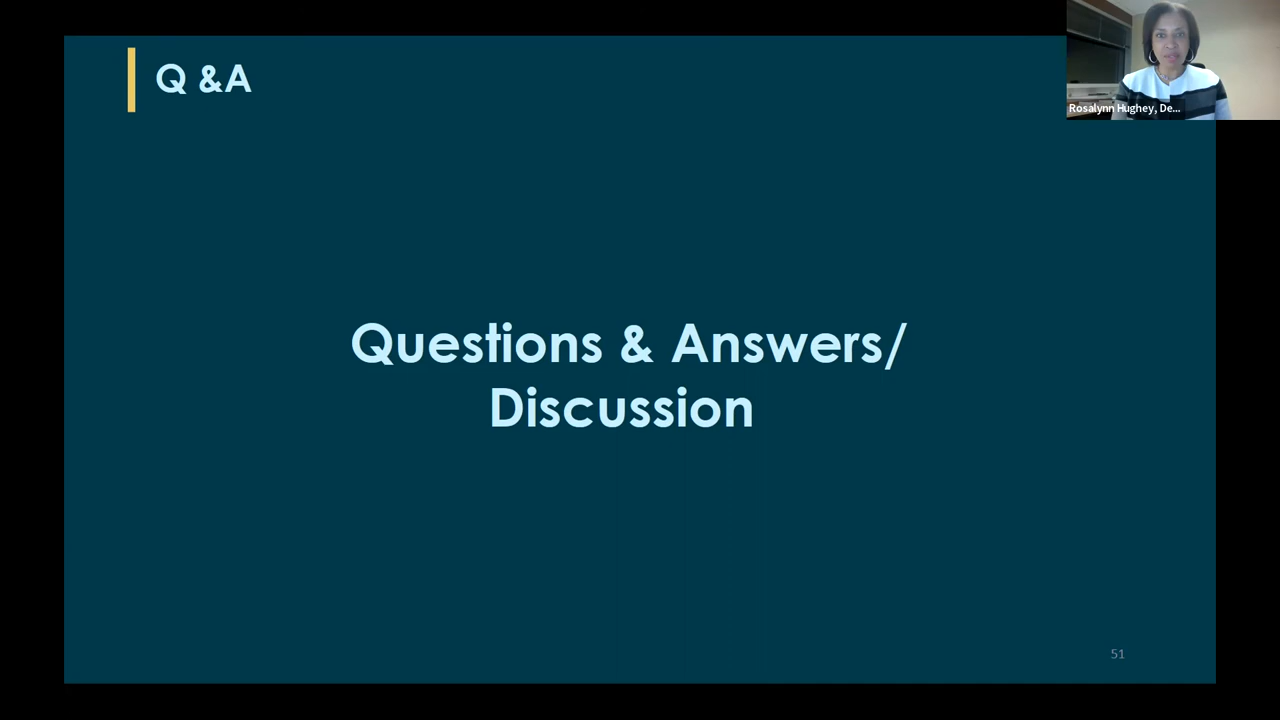 Q &A
Rosalynn Hughey, De...
Questions & Answers/
Discussion
51